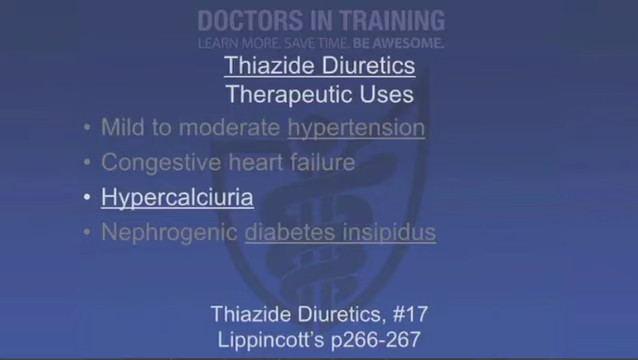 DOCTORS IN TRAINING
LEARN MORE. SAVE TIME. BE AWESOME.
Thiazide Diuretics
Therapeutic Uses
• Mild to moderate hypertension
• Congestive heart failure
• Hypercalciuria
• Nephrogenic diabetes insipidus
Thiazide Diuretics, #17
Lippincott's p266-267